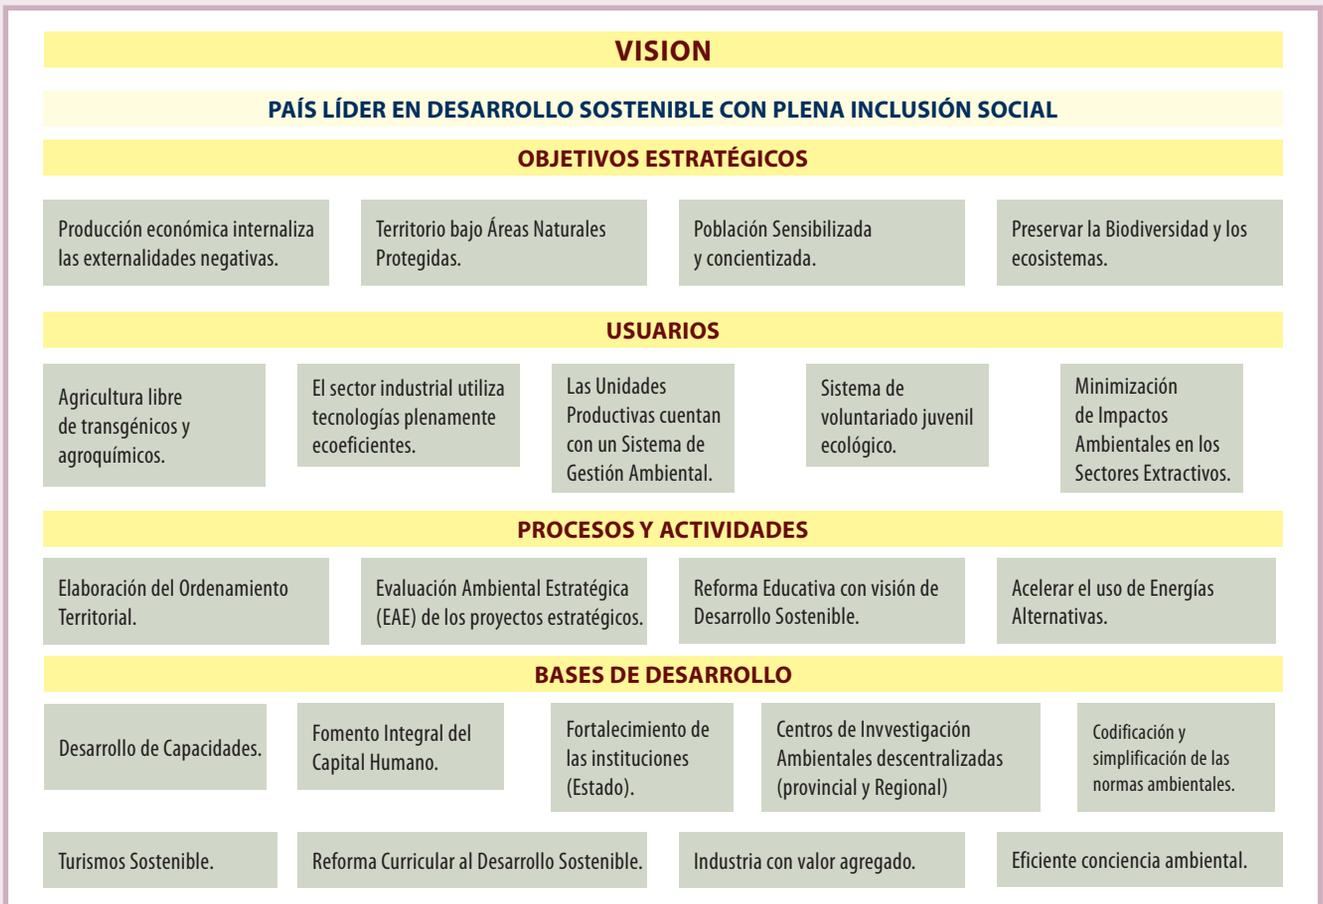 VISION
PAÍS LÍDER EN DESARROLLO SOSTENIBLE CON PLENA INCLUSIÓN SOCIAL
OBJETIVOS ESTRATÉGICOS
Producción económica internaliza
las externalidades negativas.
Territorio bajo Áreas Naturales
Protegidas.
Población Sensibilizada
y concientizada.
Preservar la Biodiversidad y los
ecosistemas.
USUARIOS
Agricultura libre
de transgénicos y
agroquímicos.
El sector industrial utiliza
tecnologías plenamente
ecoeficientes.
Las Unidades
Productivas cuentan
con un Sistema de
Gestión Ambiental.
Sistema de
voluntariado juvenil
ecológico.
Minimización
de Impactos
Ambientales en los
Sectores Extractivos.
PROCESOS Y ACTIVIDADES
Elaboración del Ordenamiento
Territorial.
Evaluación Ambiental Estratégica
(EAE) de los proyectos estratégicos.
Reforma Educativa con visión de
Desarrollo Sostenible.
Acelerar el uso de Energías
Alternativas.
BASES DE DESARROLLO
Desarrollo de Capacidades.
Fomento Integral del
Capital Humano.
Fortalecimiento de
las instituciones
(Estado).
Centros de Invvestigación
Ambientales descentralizadas
(provincial y Regional)
Codificación y
simplificación de las
normas ambientales.
Turismos Sostenible.
Reforma Curricular al Desarrollo Sostenible.
Industria con valor agregado.
Eficiente conciencia ambiental.